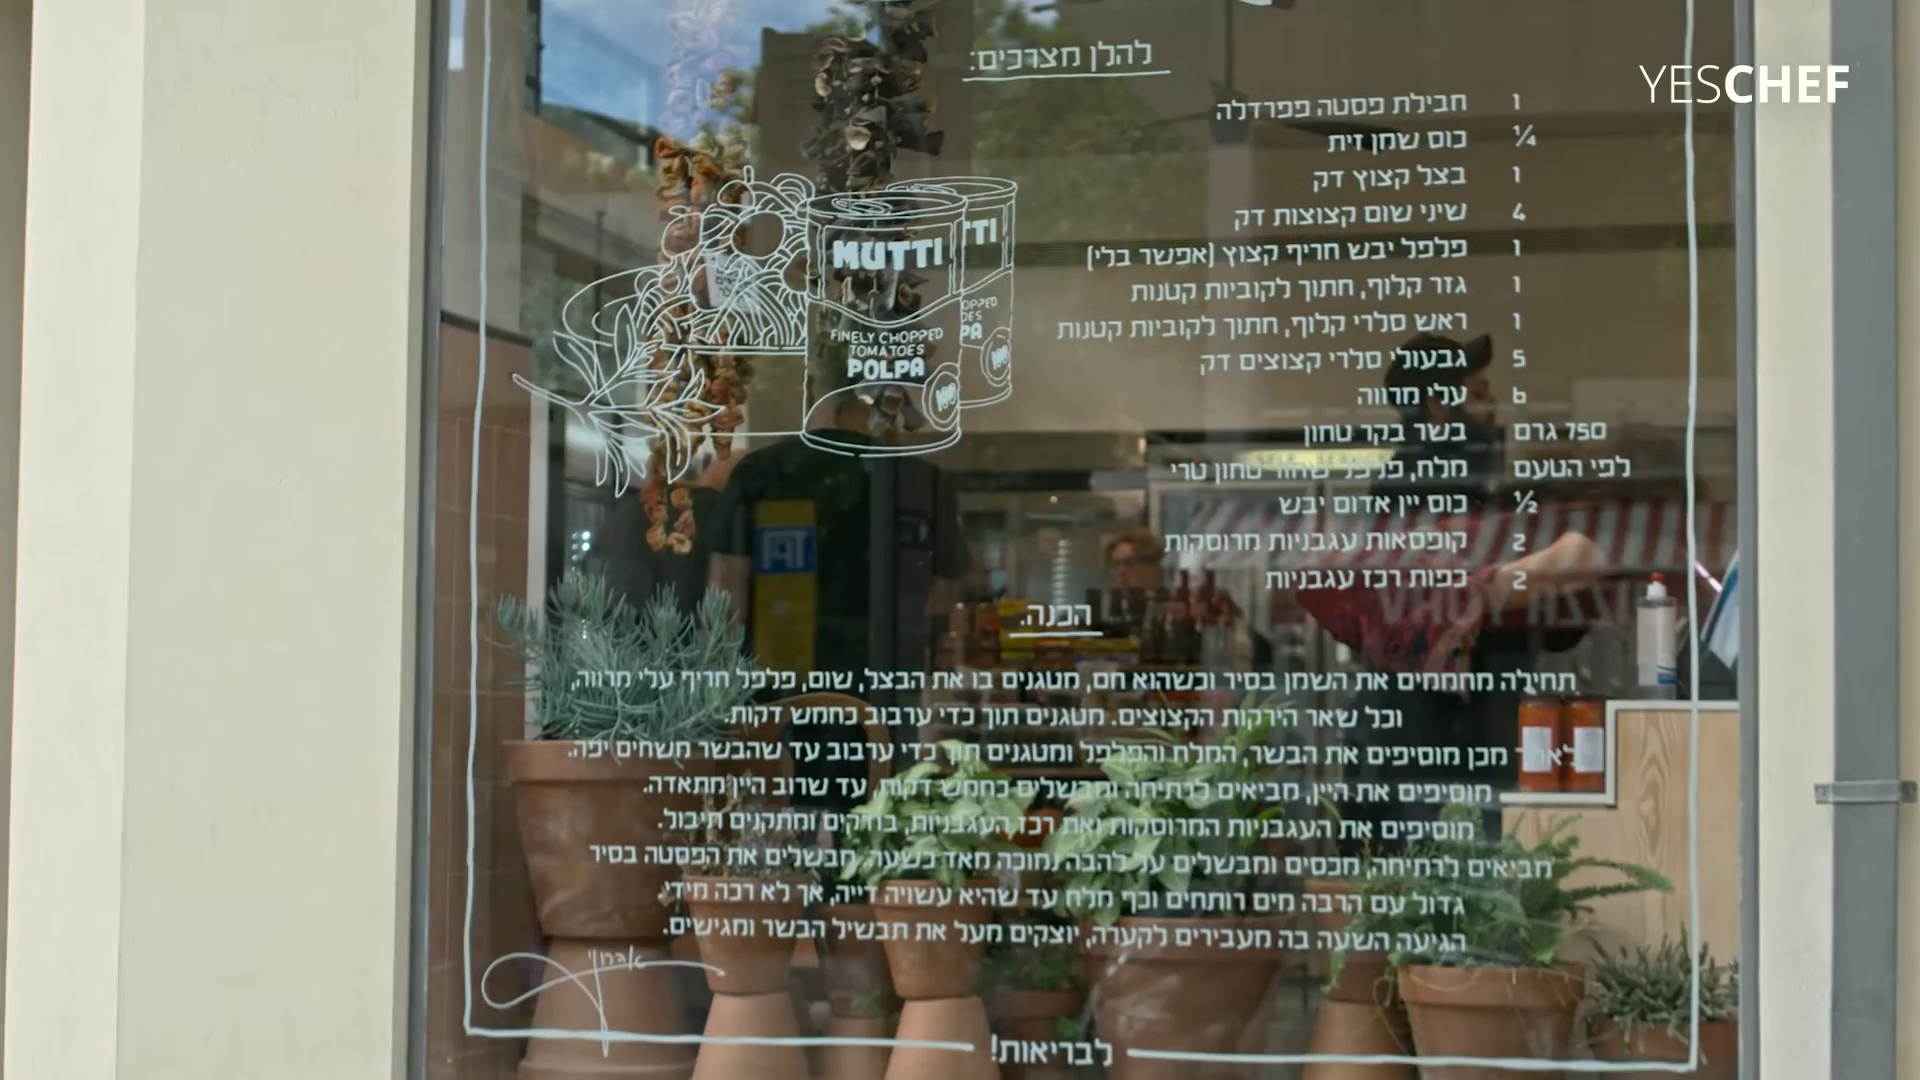 YESCHEF
להלן מצרכים:
1 חבילת פסטה פפרדלה
¼ כוס שמן זית
1 בצל קצוץ דק
4 שיני שום קצוצות דק
1 פלפל יבש חריף קצוץ (אפשר בלי)
1 גזר קלוף, חתוך לקוביות קטנות
1 ראש סלרי קלוף, חתוך לקוביות קטנות
5 גבעולי סלרי קצוצים דק
6 עלי מרווה
750 גרם בשר בקר טחון
לפי הטעם מלח, פלפל שחור טחון טרי
½ כוס יין אדום יבש
2 קופסאות עגבניות מרוסקות
2 כפות רכז עגבניות
MUTTI
FINELY CHOPPED
TOMATOES
POLPA
TTI
OPPED
OES
PA
הכנה:
תחילה מחממים את השמן בסיר וכשהוא חם, מטגנים בו את הבצל, שום, פלפל חריף עלי מרווה,
וכל שאר הירקות הקצוצים. מטגנים תוך כדי ערבוב כחמש דקות.
לאחר מכן מוסיפים את הבשר, המלח והפלפל ומטגנים תוך כדי ערבוב עד שהבשר משחים יפה.
מוסיפים את היין, מביאים לרתיחה ומבשלים כחמש דקות, עד שרוב היין מתאדה.
מוסיפים את העגבניות המרוסקות ואת רכז העגבניות, בודקים ומתקנים תיבול.
מביאים לרתיחה, מכסים ומבשלים על להבה נמוכה מאד כשעה. מבשלים את הפסטה בסיר
גדול עם הרבה מים רותחים וכף מלח עד שהיא עשויה דייה, אך לא רכה מידי.
הגיעה השעה בה מעבירים לקערה, יוצקים מעל את תבשיל הבשר ומגישים.
אהרוני
לבריאות!